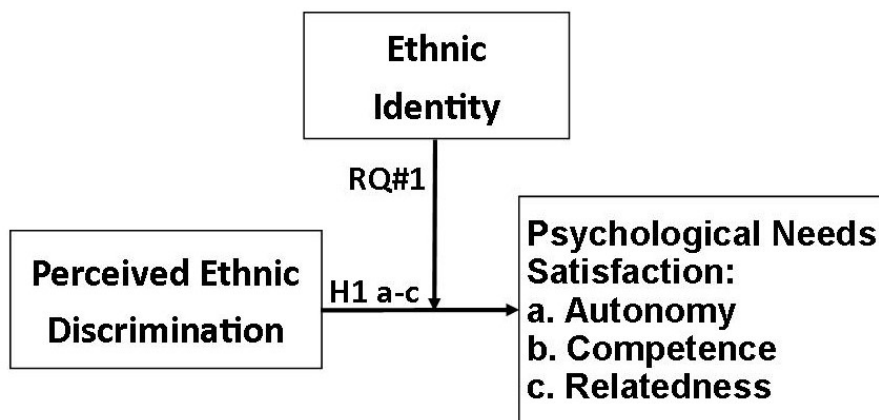 Ethnic
Identity
RQ#1
Perceived Ethnic
Discrimination
H1 a-c
Psychological Needs
Satisfaction:
a. Autonomy
b. Competence
c. Relatedness